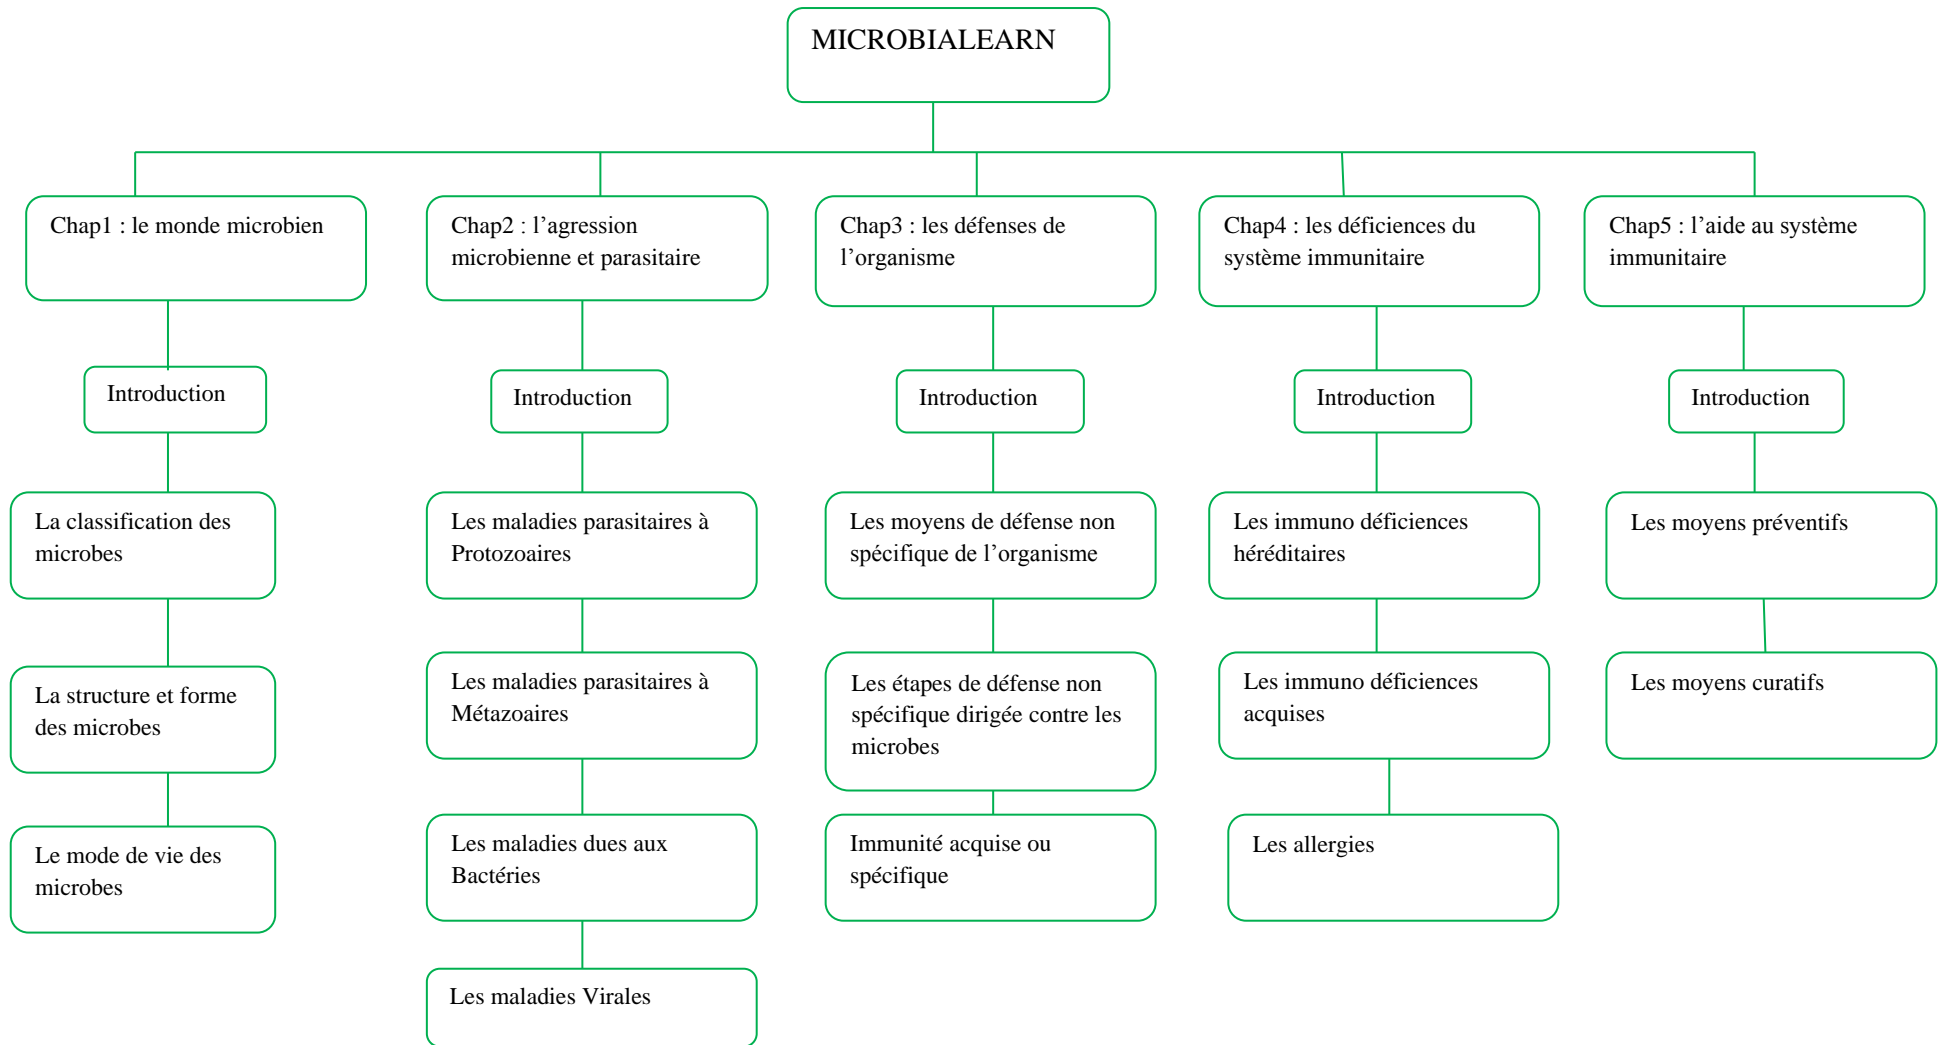 MICROBIALEARN
Chap1 : le monde microbien
Chap2 : l’agression
microbienne et parasitaire
Chap3 : les défenses de
l’organisme
Chap4 : les déficiences du
système immunitaire
Chap5 : l’aide au système
immunitaire
Introduction
Introduction
Introduction
Introduction
Introduction
La classification des
microbes
Les maladies parasitaires à
Protozoaires
Les moyens de défense non
spécifique de l’organisme
Les immuno déficiences
héréditaires
Les moyens préventifs
La structure et forme
des microbes
Les maladies parasitaires à
Métazoaires
Les étapes de défense non
spécifique dirigée contre les
microbes
Les immuno déficiences
acquises
Les moyens curatifs
Le mode de vie des
microbes
Les maladies dues aux
Bactéries
Immunité acquise ou
spécifique
Les allergies
Les maladies Virales